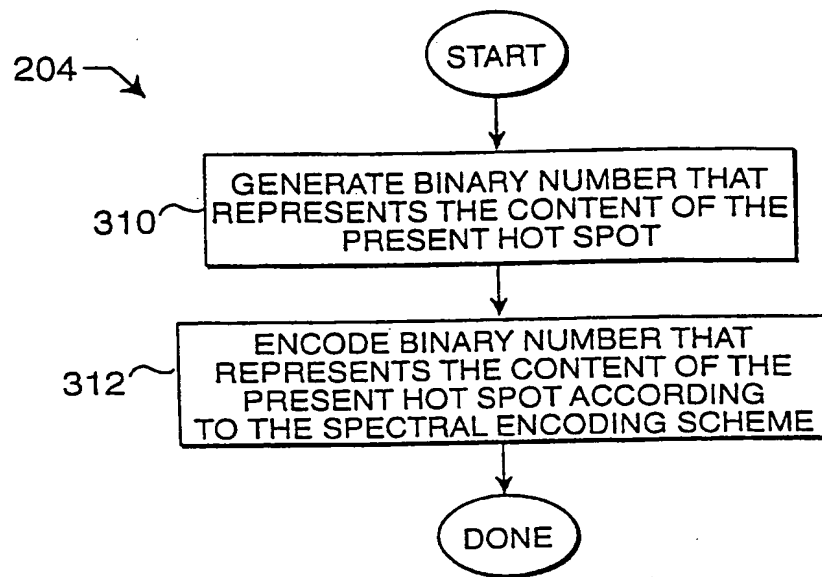 204
START
310
GENERATE BINARY NUMBER THAT
REPRESENTS THE CONTENT OF THE
PRESENT HOT SPOT
312
ENCODE BINARY NUMBER THAT
REPRESENTS THE CONTENT OF THE
PRESENT HOT SPOT ACCORDING
TO THE SPECTRAL ENCODING SCHEME
DONE